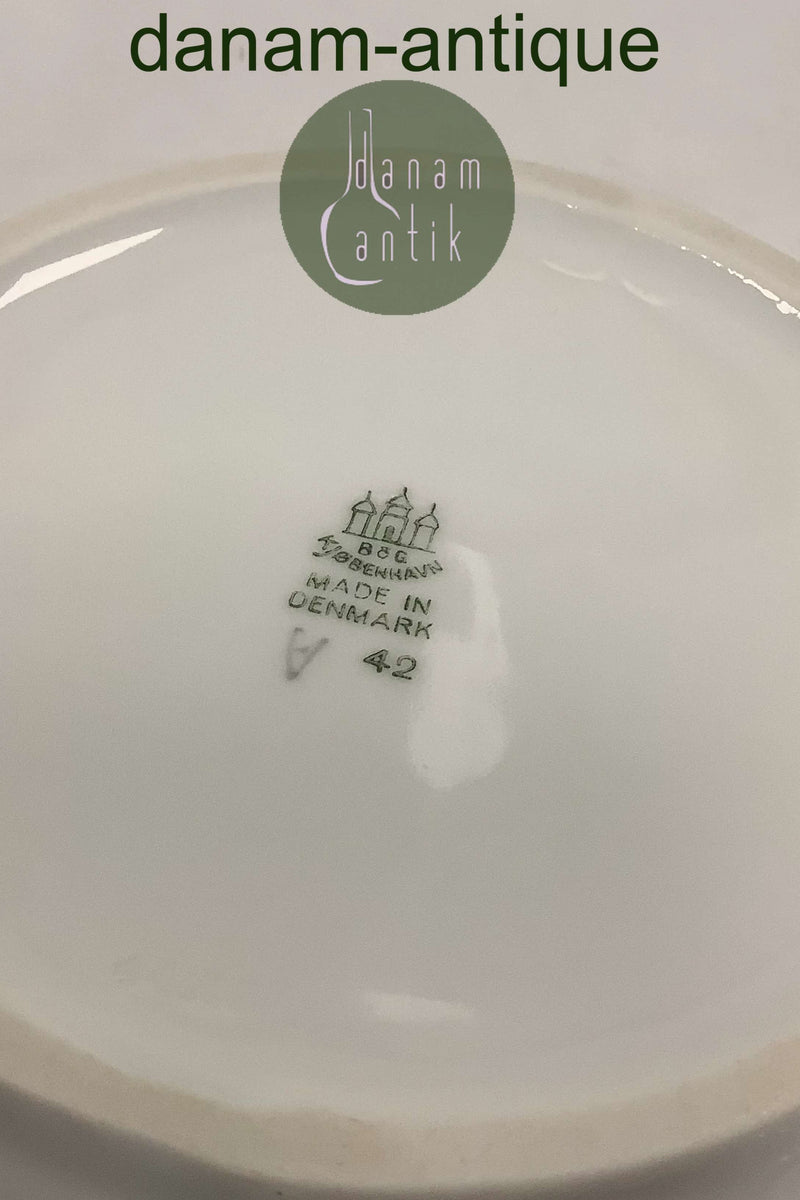 danam-antique
danam
antik
B&G
KJØBENHAVN
MADE IN
DENMARK
A 42